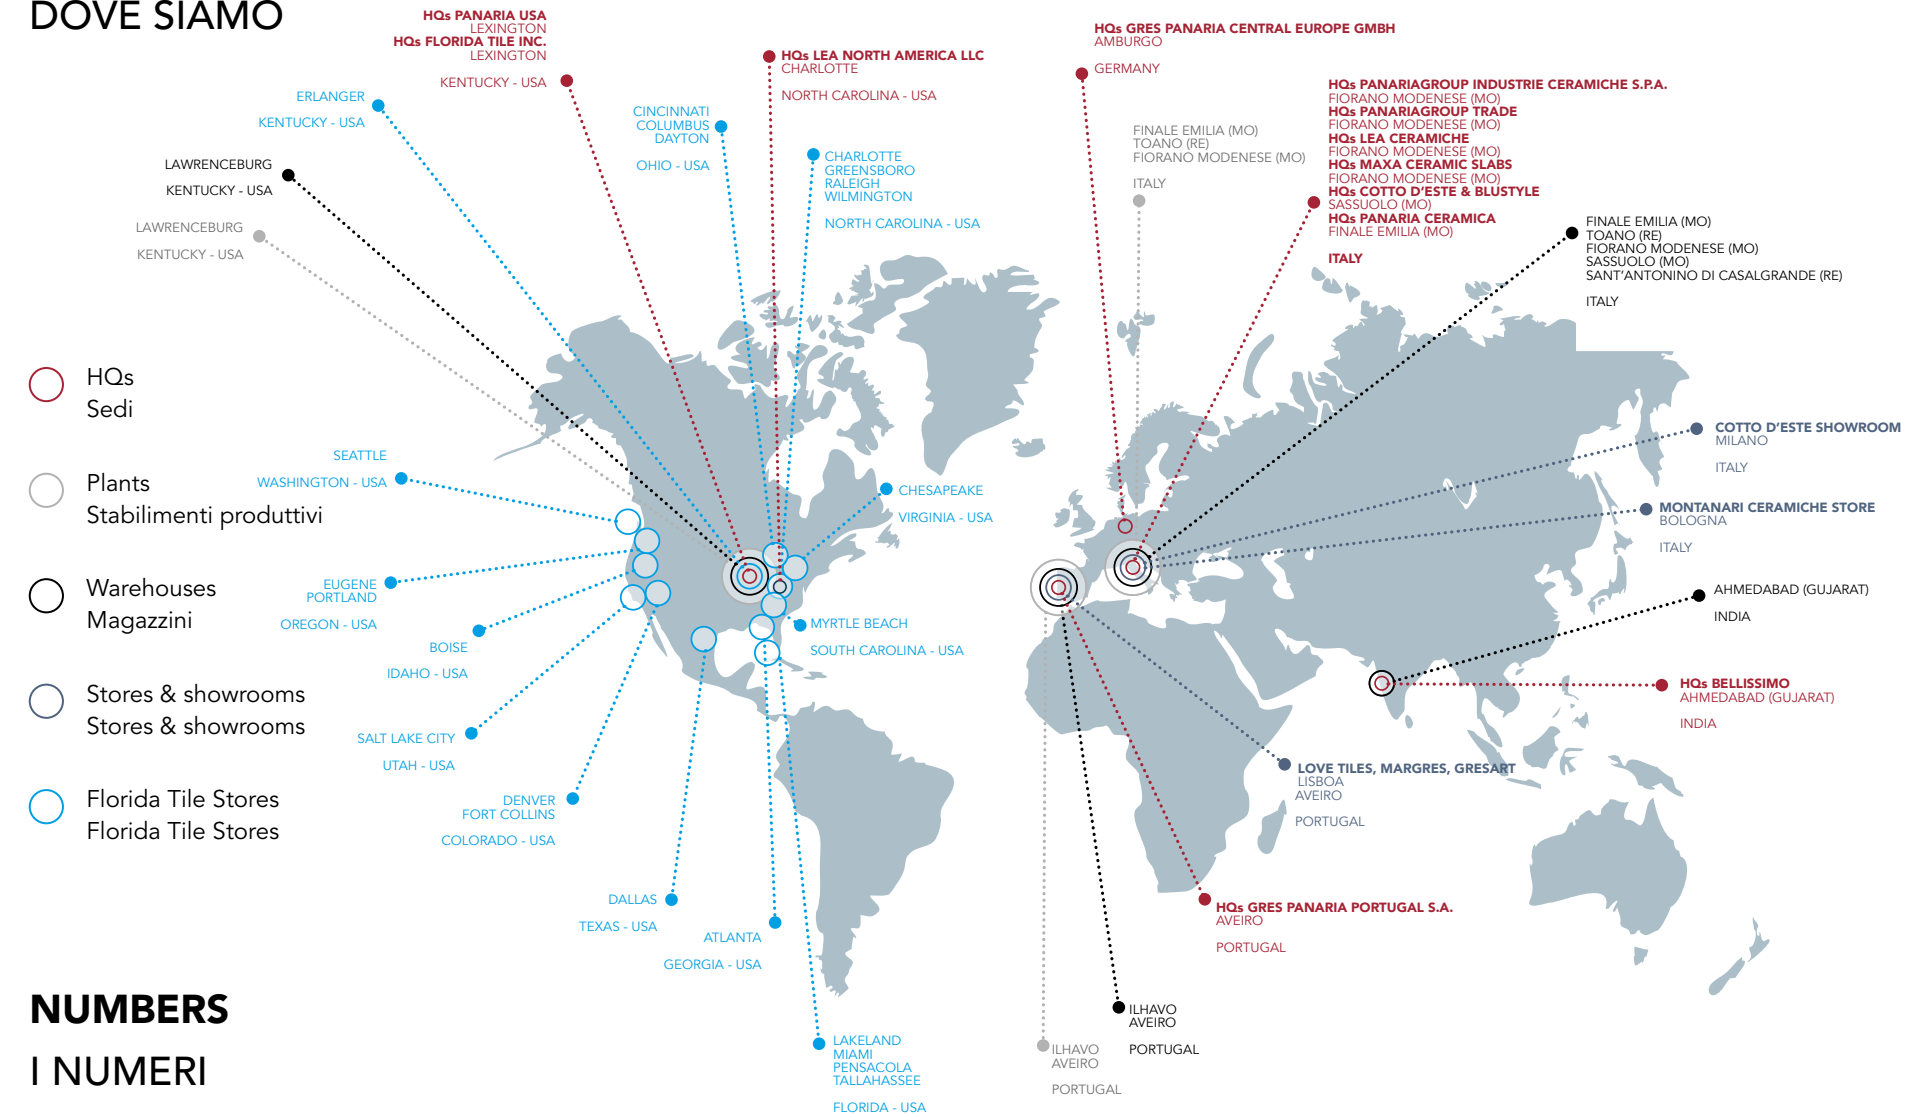 DOVE SIAMO
HQs PANARIA USA
LEXINGTON
HQs FLORIDA TILE INC.
LEXINGTON
KENTUCKY - USA
HQs LEA NORTH AMERICA LLC
CHARLOTTE
NORTH CAROLINA - USA
HQs GRES PANARIA CENTRAL EUROPE GMBH
AMBURGO
GERMANY
HQs PANARIAGROUP INDUSTRIE CERAMICHE S.P.A.
FIORANO MODENESE (MO)
HQs PANARIAGROUP TRADE
FIORANO MODENESE (MO)
HQs LEA CERAMICHE
FIORANO MODENESE (MO)
HQs MAXA CERAMIC SLABS
FIORANO MODENESE (MO)
HQs COTTO D'ESTE & BLUSTYLE
SASSUOLO (MO)
HQs PANARIA CERAMICA
FINALE EMILIA (MO)
ITALY
ERLANGER
KENTUCKY - USA
CINCINNATI
COLUMBUS
DAYTON
OHIO - USA
CHARLOTTE
GREENSBORO
RALEIGH
WILMINGTON
NORTH CAROLINA - USA
FINALE EMILIA (MO)
TOANO (RE)
FIORANO MODENESE (MO)
ITALY
LAWRENCEBURG
KENTUCKY - USA
LAWRENCEBURG
KENTUCKY - USA
FINALE EMILIA (MO)
TOANO (RE)
FIORANO MODENESE (MO)
SASSUOLO (MO)
SANT'ANTONINO DI CASALGRANDE (RE)
ITALY
HQs
Sedi
Plants
Stabilimenti produttivi
Warehouses
Magazzini
Stores & showrooms
Stores & showrooms
Florida Tile Stores
Florida Tile Stores
SEATTLE
WASHINGTON - USA
EUGENE
PORTLAND
OREGON - USA
BOISE
IDAHO - USA
SALT LAKE CITY
UTAH - USA
DENVER
FORT COLLINS
COLORADO - USA
DALLAS
TEXAS - USA
ATLANTA
GEORGIA - USA
LAKELAND
MIAMI
PENSACOLA
TALLAHASSEE
FLORIDA - USA
CHESAPEAKE
VIRGINIA - USA
MYRTLE BEACH
SOUTH CAROLINA - USA
COTTO D'ESTE SHOWROOM
MILANO
ITALY
MONTANARI CERAMICHE STORE
BOLOGNA
ITALY
AHMEDABAD (GUJARAT)
INDIA
HQs BELLISSIMO
AHMEDABAD (GUJARAT)
INDIA
LOVE TILES, MARGRES, GRESART
LISBOA
AVEIRO
PORTUGAL
HQs GRES PANARIA PORTUGAL S.A.
AVEIRO
PORTUGAL
ILHAVO
AVEIRO
PORTUGAL
ILHAVO
AVEIRO
PORTUGAL
NUMBERS
I NUMERI